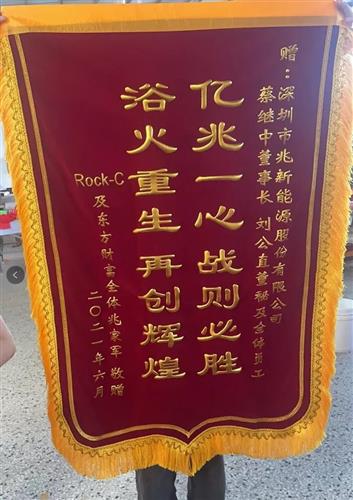 赠：深圳市兆新能源股份有限公司
蔡继中董事长 刘公直董秘及全体员工
亿兆一心 战则必胜
浴火重生 再创辉煌
Rock-C
及东方财富全体兆家军 敬赠
二〇二一年六月